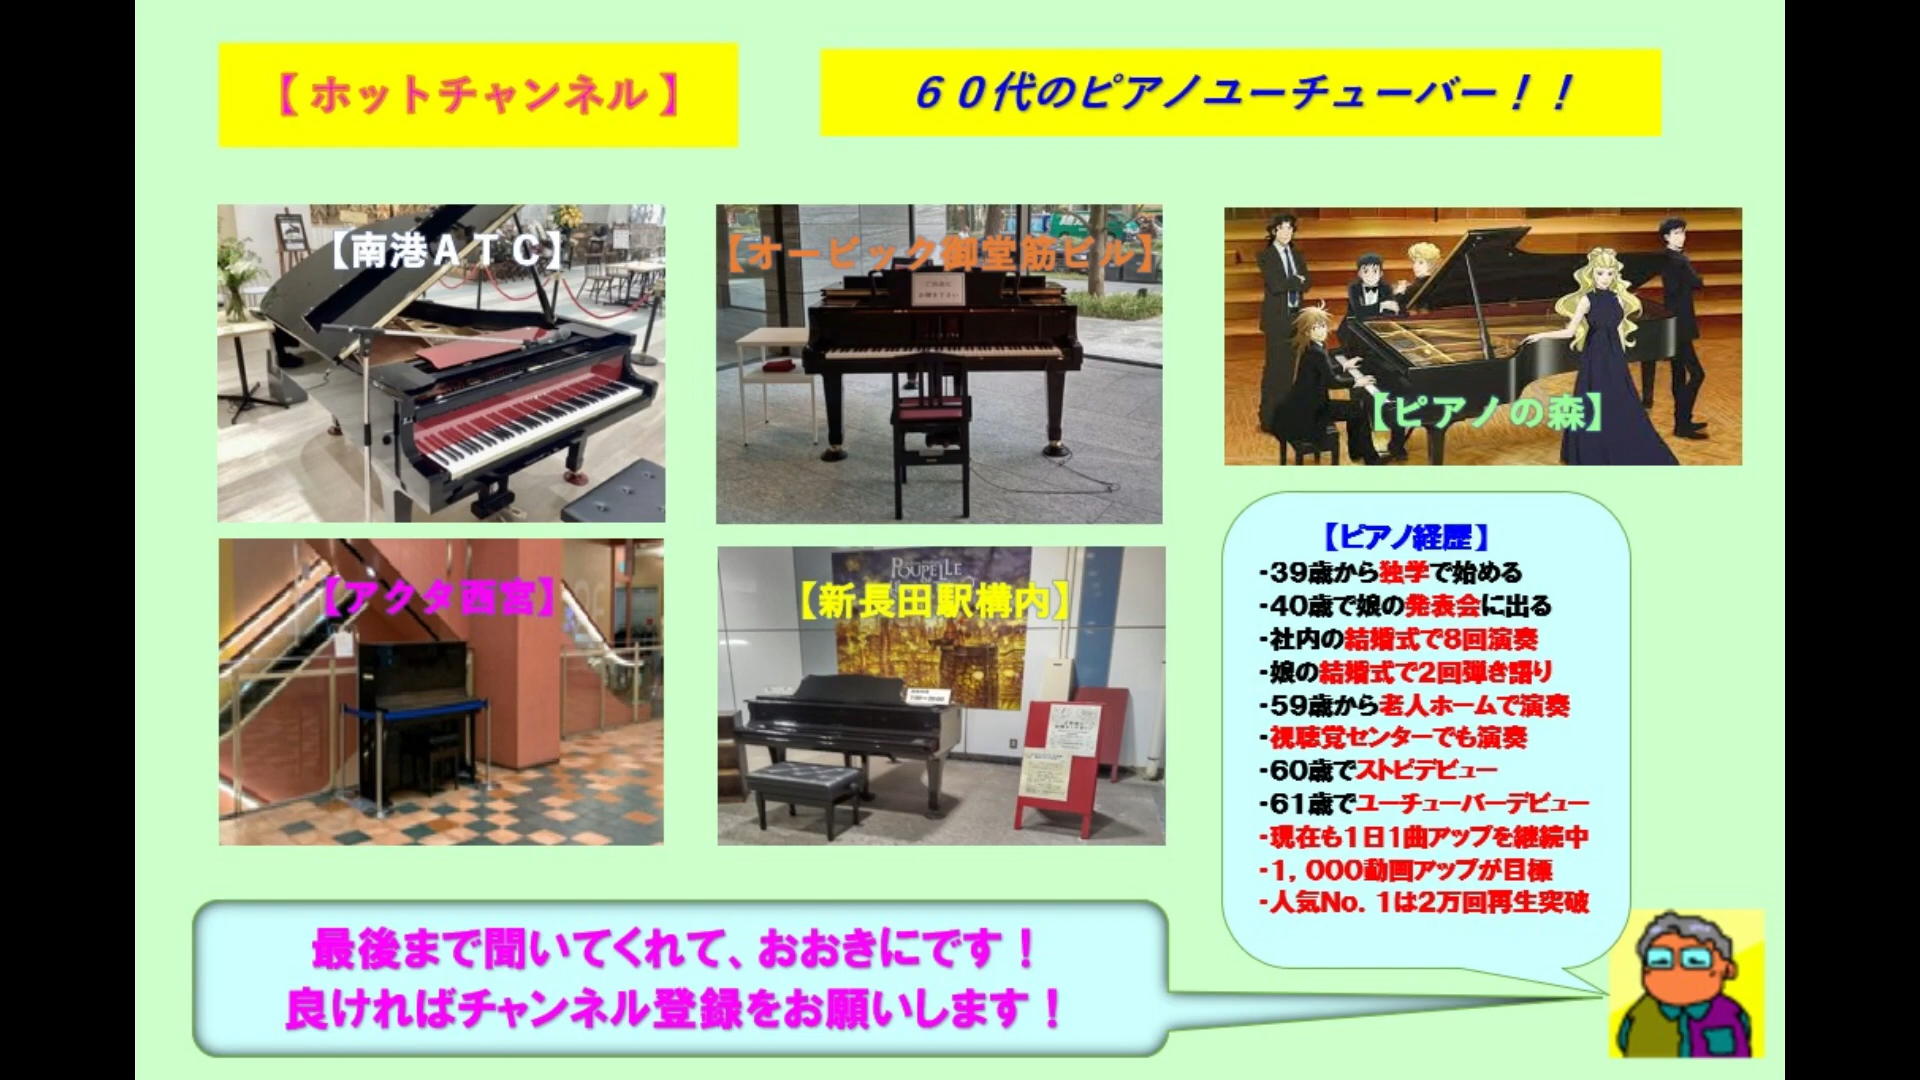 【ホットチャンネル】
６０代のピアノユーチューバー！！
【南港ＡＴＣ】
【オービック御堂筋ビル】
【ピアノの森】
【アクタ西宮】
POUPELLE
【新長田駅構内】
【ピアノ経歴】
・39歳から独学で始める
・40歳で娘の発表会に出る
・社内の結婚式で8回演奏
・娘の結婚式で2回弾き語り
・59歳から老人ホームで演奏
・視聴覚センターでも演奏
・60歳でストピデビュー
・61歳でユーチューバーデビュー
・現在も1日1曲アップを継続中
・1，000動画アップが目標
・人気No．1は2万回再生突破
最後まで聞いてくれて、おおきにです！
良ければチャンネル登録をお願いします！